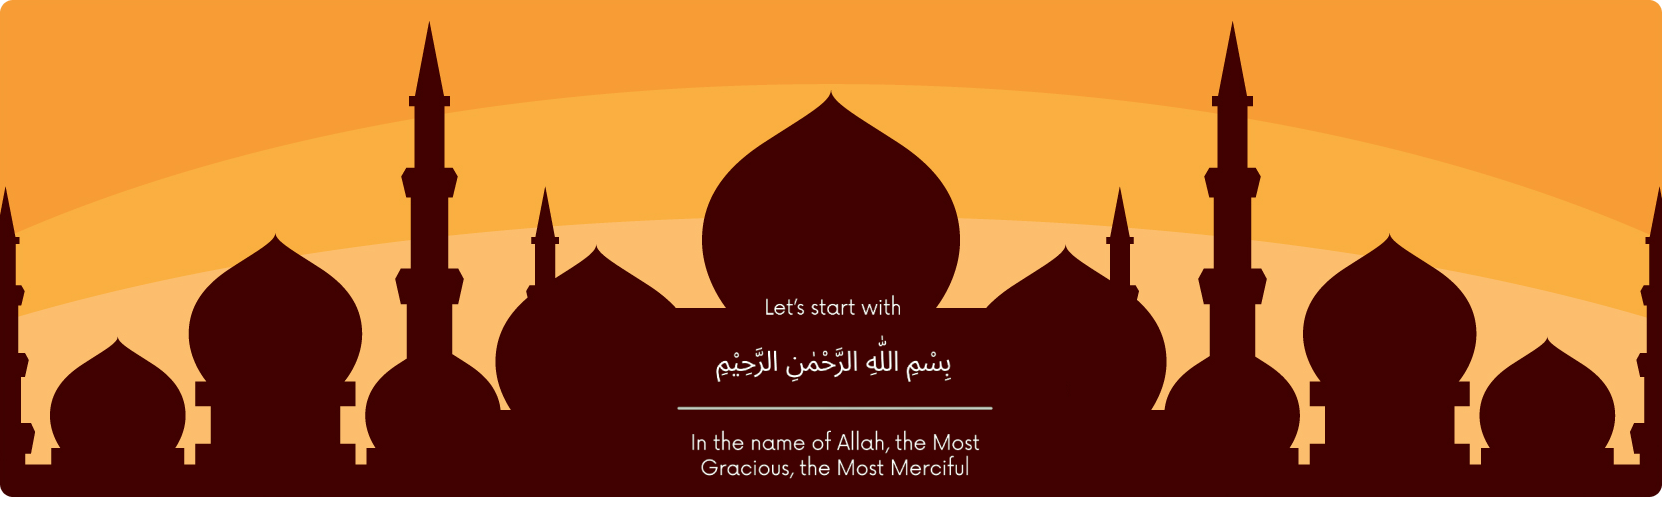 Let's start with
بِسْمِ اللّٰهِ الرَّحْمٰنِ الرَّحِيْمِ
In the name of Allah, the Most
Gracious, the Most Merciful